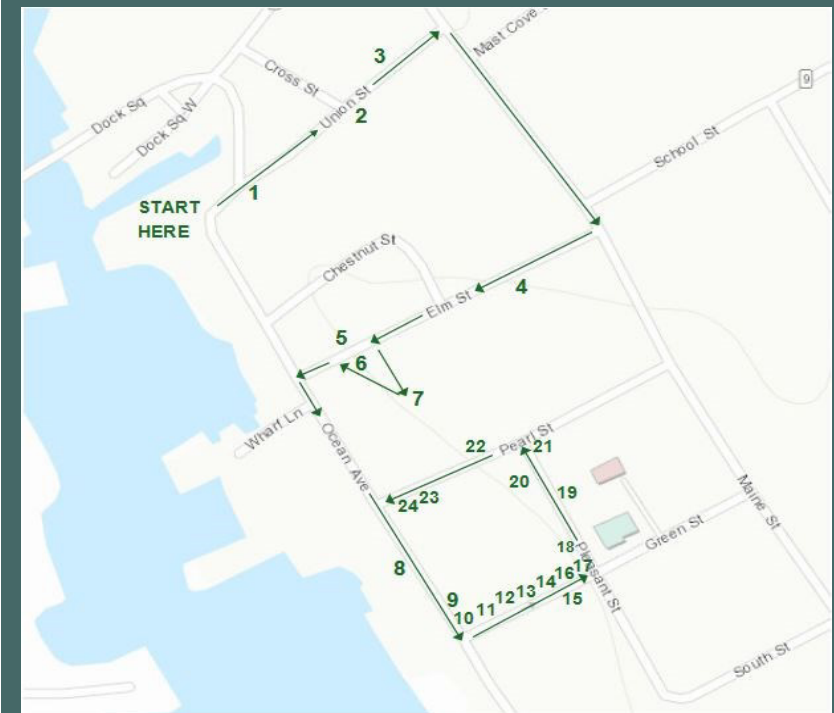 Mast Cove
3
Cross St
9
Union St
2
Dock Sq
Dock Sq W
School St
1
START
HERE
Chestnut St
4
Elm St
5
6
7
Wharf Ln
Ocean Ave
22
Pearl St
21
20
19
23
24
Maine St
8
18
Green St
Pleasant St
9
10
11
12
13
14
16
17
15
South St